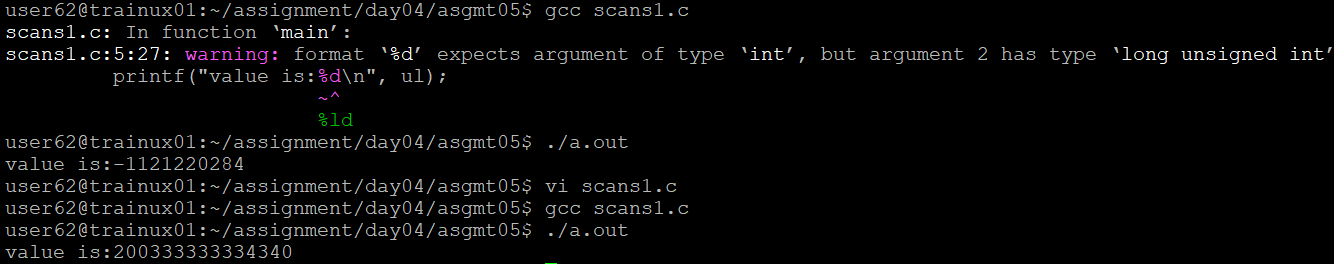 user62@trainux01:~/assignment/day04/asgmt05$ gcc scans1.c
scans1.c: In function ‘main’:
scans1.c:5:27: warning: format ‘%d’ expects argument of type ‘int’, but argument 2 has type ‘long unsigned int’
printf("value is:%d\n", ul);
~^
%ld
user62@trainux01:~/assignment/day04/asgmt05$ ./a.out
value is:-1121220284
user62@trainux01:~/assignment/day04/asgmt05$ vi scans1.c
user62@trainux01:~/assignment/day04/asgmt05$ gcc scans1.c
user62@trainux01:~/assignment/day04/asgmt05$ ./a.out
value is:200333333334340